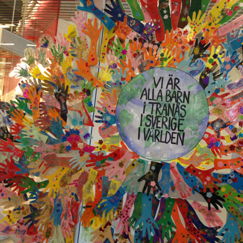 VI ÄR
ALLA BARN
I TRANÅS
I SVERIGE
I VÄRLDEN